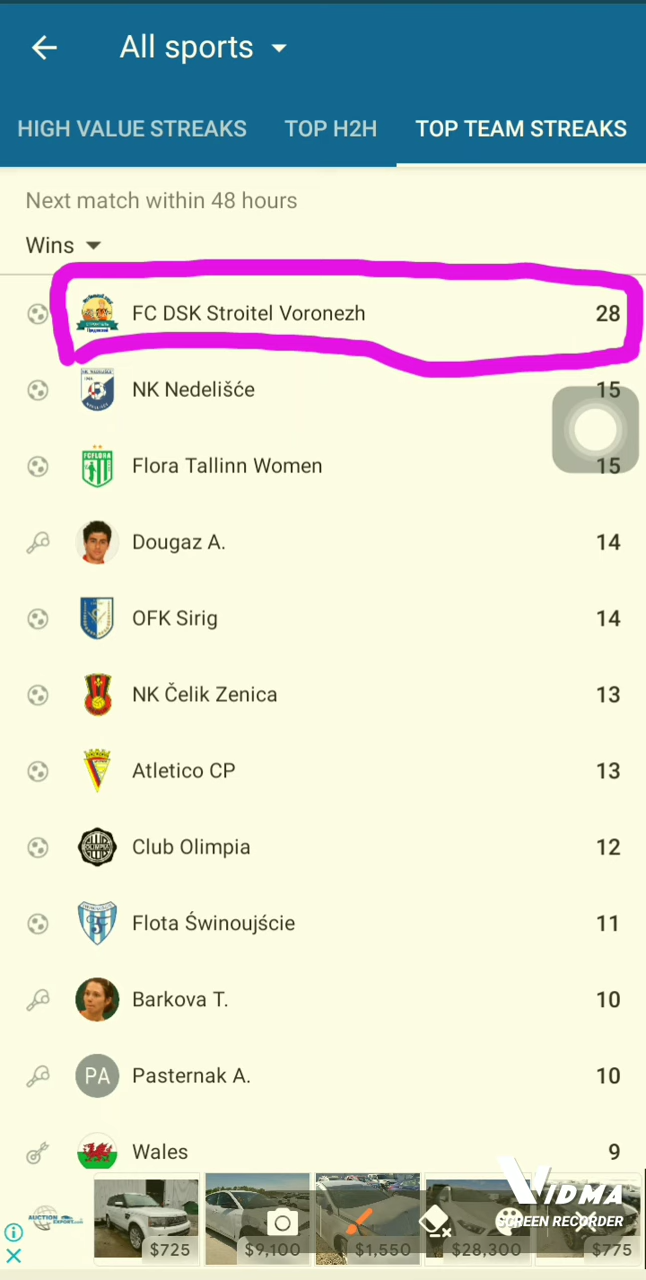 All sports
HIGH VALUE STREAKS TOP H2H TOP TEAM STREAKS
Next match within 48 hours
Wins
FC DSK Stroitel Voronezh 28
NK Nedelišće 15
Flora Tallinn Women 15
Dougaz A. 14
OFK Sirig 14
NK Čelik Zenica 13
Atletico CP 13
Club Olimpia 12
Flota Świnoujście 11
Barkova T. 10
PA Pasternak A. 10
Wales 9
VIDMA
SCREEN RECORDER
$725 $9,100 $1,550 $28,300 $775